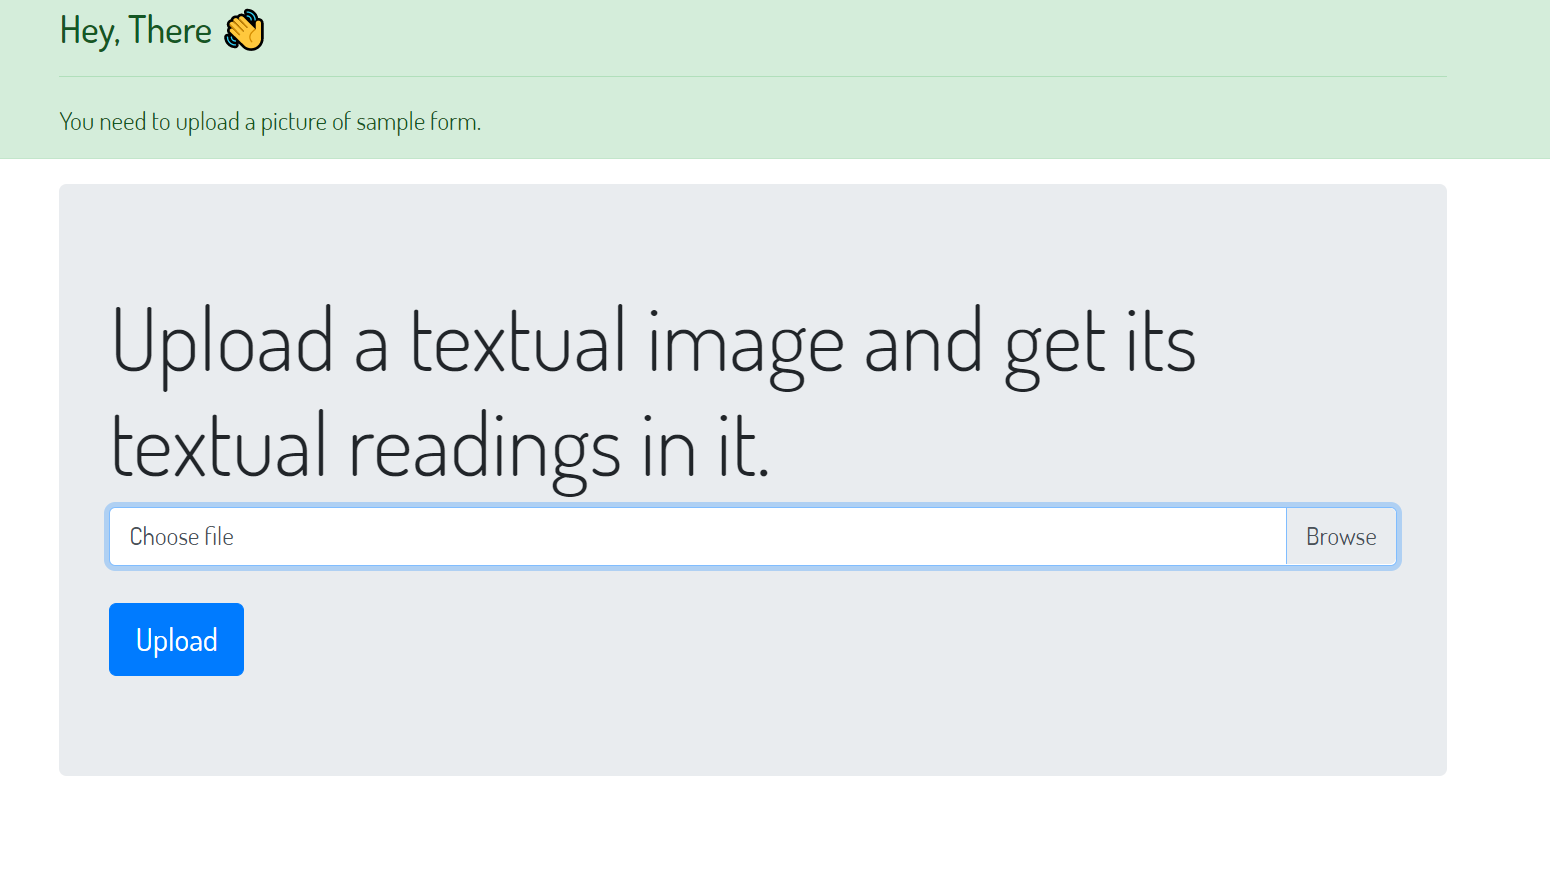 Hey, There 👋
You need to upload a picture of sample form.
Upload a textual image and get its
textual readings in it.
Choose file
Browse
Upload